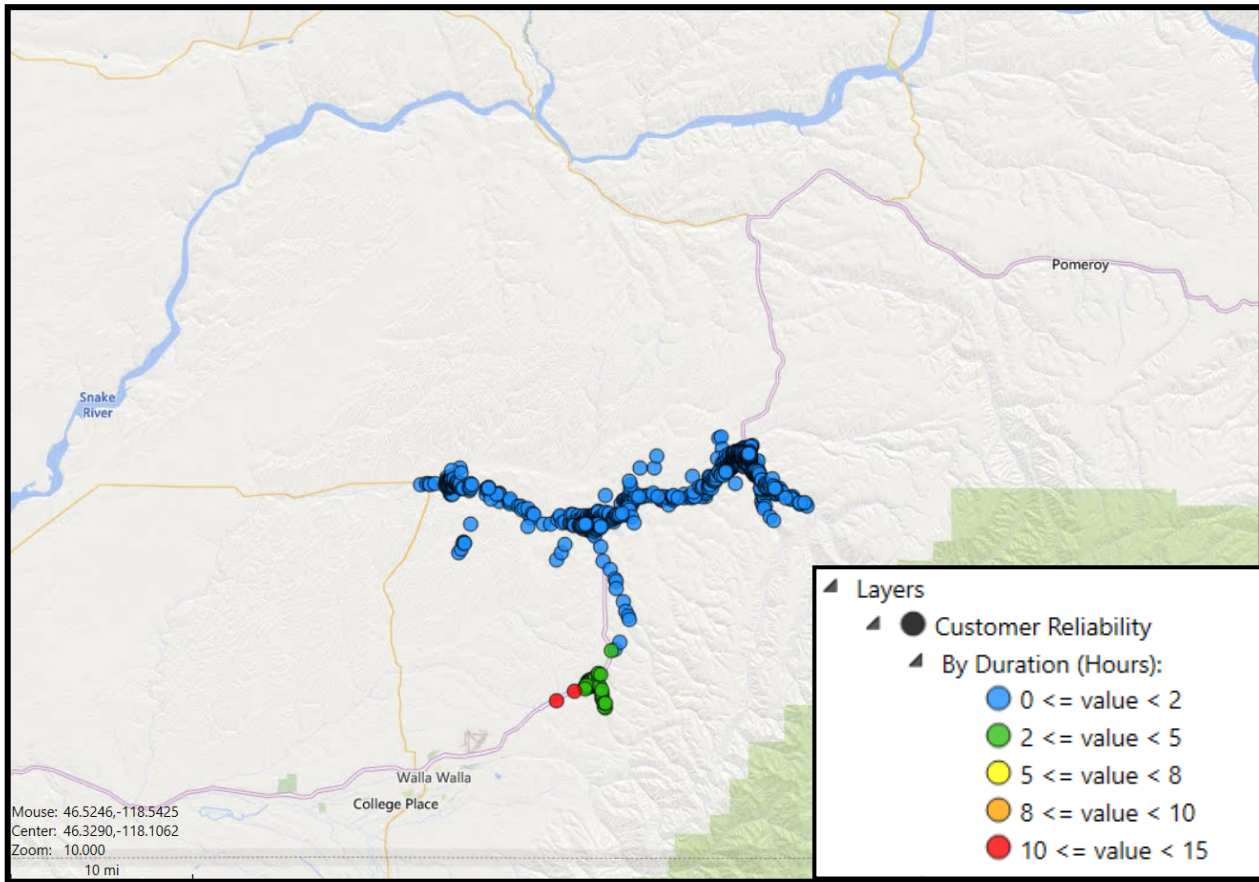 Pomeroy
Snake
River
Layers
Customer Reliability
By Duration (Hours):
0 <= value < 2
2 <= value < 5
5 <= value < 8
8 <= value < 10
10 <= value < 15
Walla Walla
College Place
Mouse: 46.5246,-118.5425
Center: 46.3290,-118.1062
Zoom: 10.000
10 mi